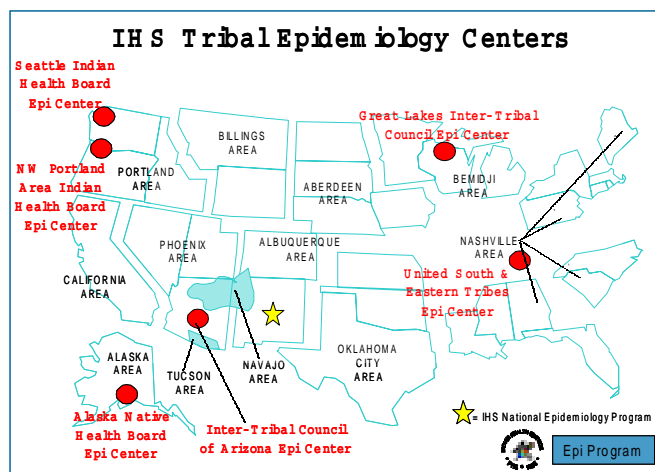 IHS Tribal Epidemiology Centers
Seattle Indian
Health Board
Epi Center
Great Lakes Inter-Tribal
Council Epi Center
BILLINGS
AREA
NW Portland
Area Indian
Health Board
Epi Center
PORTLAND
AREA
ABERDEEN
AREA
BEMIDJI
AREA
PHOENIX
AREA
ALBUQUERQUE
AREA
NASHVILLE
AREA
CALIFORNIA
AREA
United South &
Eastern Tribes
Epi Center
OKLAHOMA
CITY
AREA
ALASKA
AREA
TUCSON
AREA
NAVAJO
AREA
Alaska Native
Health Board
Epi Center
Inter-Tribal Council
of Arizona Epi Center
= IHS National Epidemiology Program
Epi Program